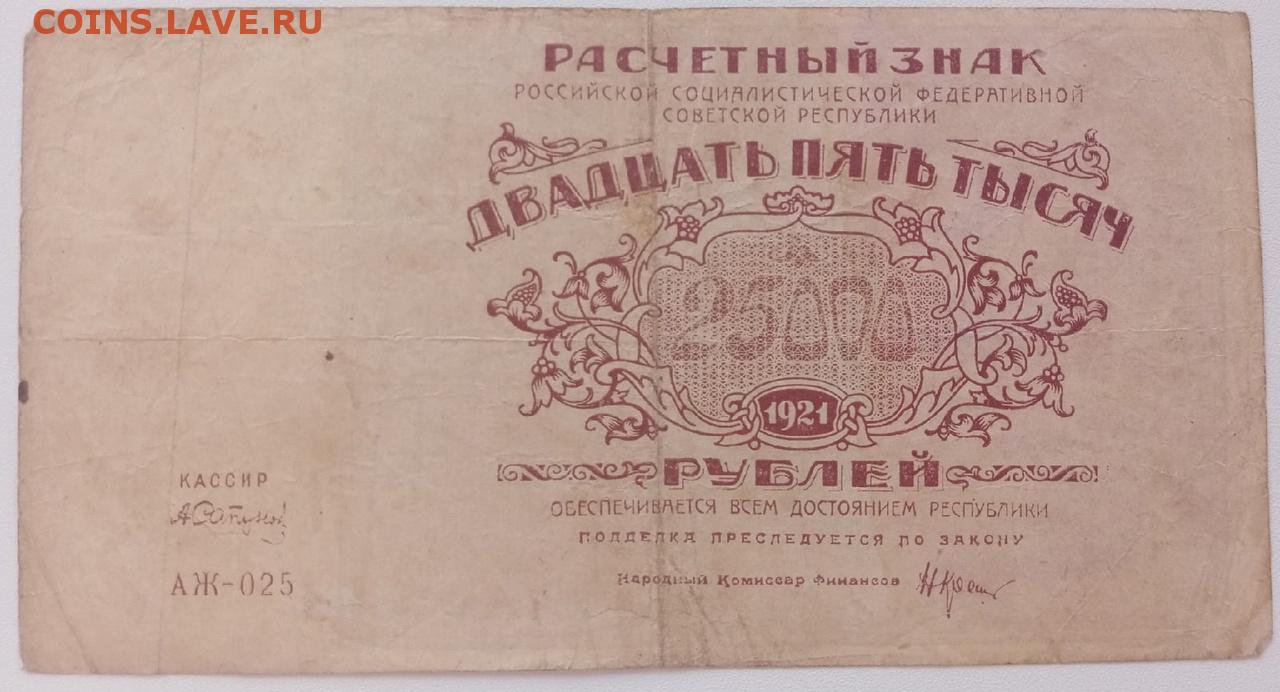 COINS.LAVE.RU
РАСЧЕТНЫЙ ЗНАК
РОССИЙСКОЙ СОЦИАЛИСТИЧЕСКОЙ ФЕДЕРАТИВНОЙ
СОВЕТСКОЙ РЕСПУБЛИКИ
ДВАДЦАТЬ ПЯТЬ ТЫСЯЧ
25000
1921
РУБЛЕЙ
ОБЕСПЕЧИВАЕТСЯ ВСЕМ ДОСТОЯНИЕМ РЕСПУБЛИКИ
ПОДДЕЛКА ПРЕСЛЕДУЕТСЯ ПО ЗАКОНУ
Народный Комиссар Финансов
КАССИР
АЖ-025